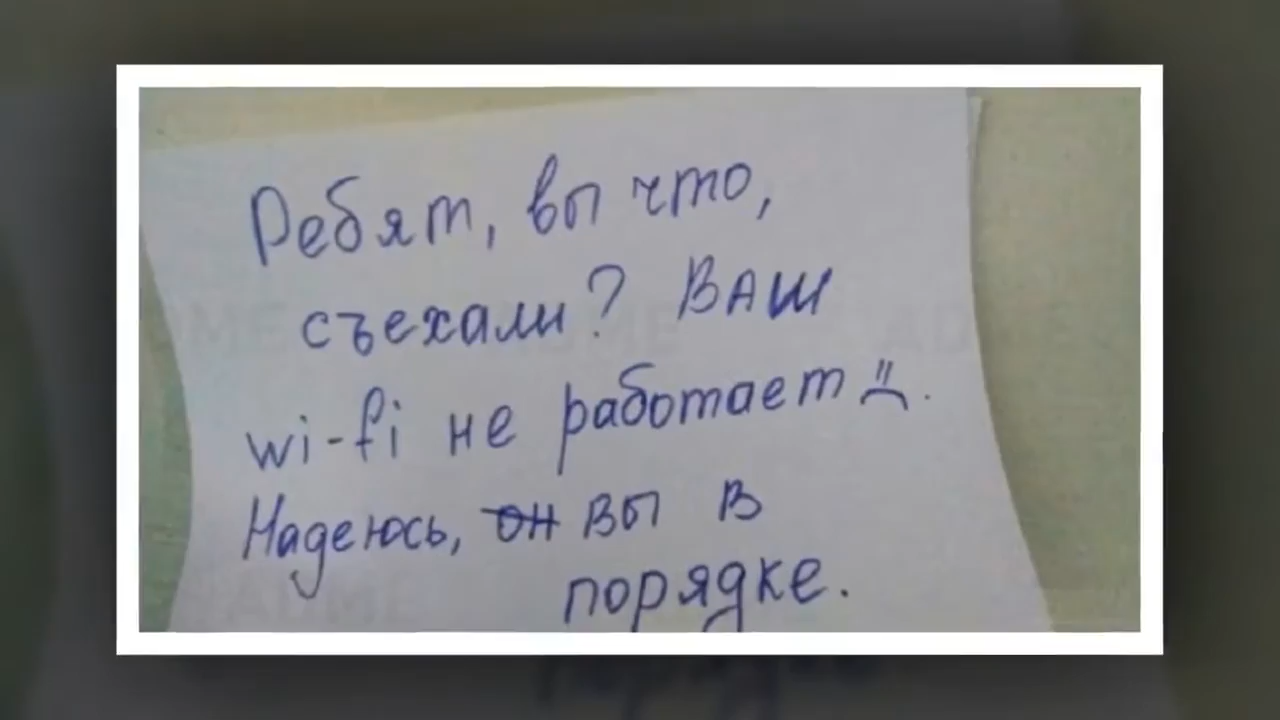 Ребят, вы что,
съехали? ВАШ
wi-fi не работает :(.
Надеюсь, он вы в
порядке.